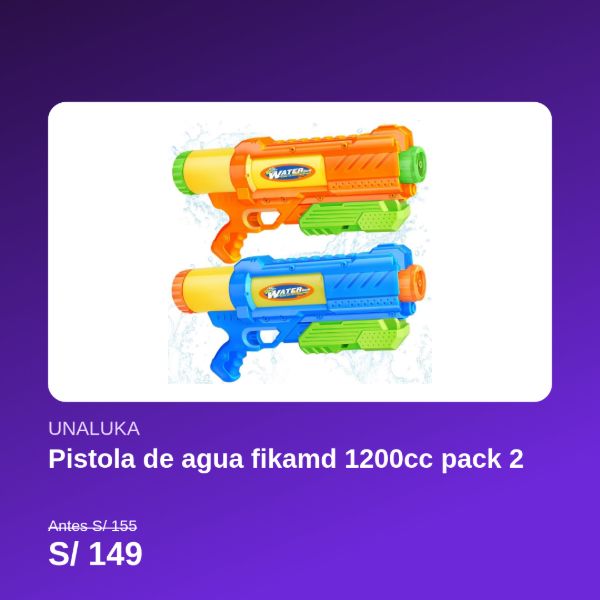 WATER
WATER
UNALUKA
Pistola de agua fikamd 1200cc pack 2
Antes S/ 155
S/ 149